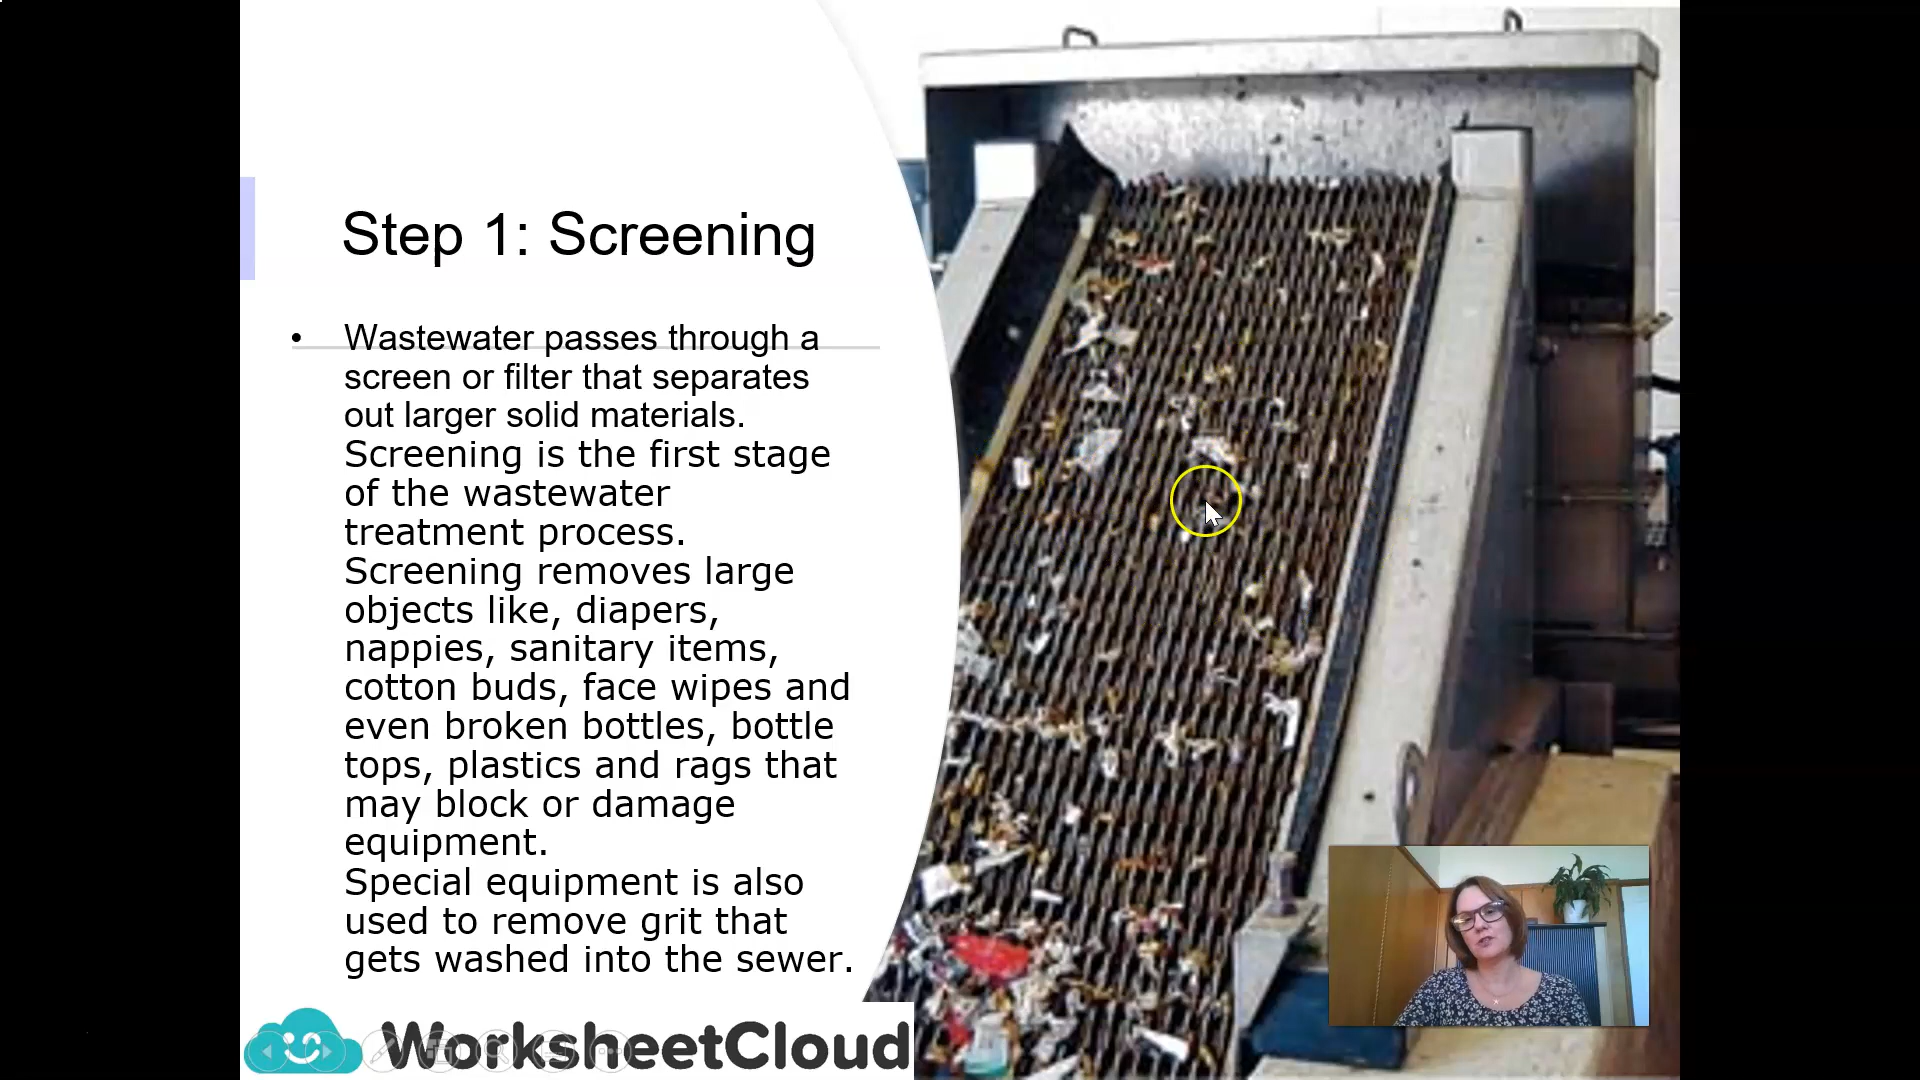 Step 1: Screening
• Wastewater passes through a
screen or filter that separates
out larger solid materials.
Screening is the first stage
of the wastewater
treatment process.
Screening removes large
objects like, diapers,
nappies, sanitary items,
cotton buds, face wipes and
even broken bottles, bottle
tops, plastics and rags that
may block or damage
equipment.
Special equipment is also
used to remove grit that
gets washed into the sewer.
WorksheetCloud